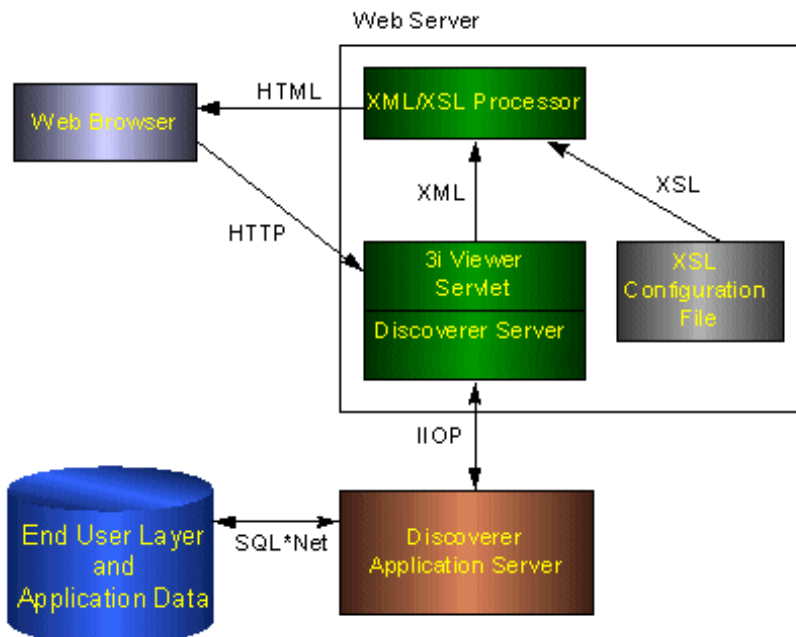 Web Server
HTML
XML/XSL Processor
Web Browser
XML
XSL
HTTP
3i Viewer
Servlet
Discoverer Server
XSL
Configuration
File
IIOP
End User Layer
and
Application Data
SQL*Net
Discoverer
Application Server